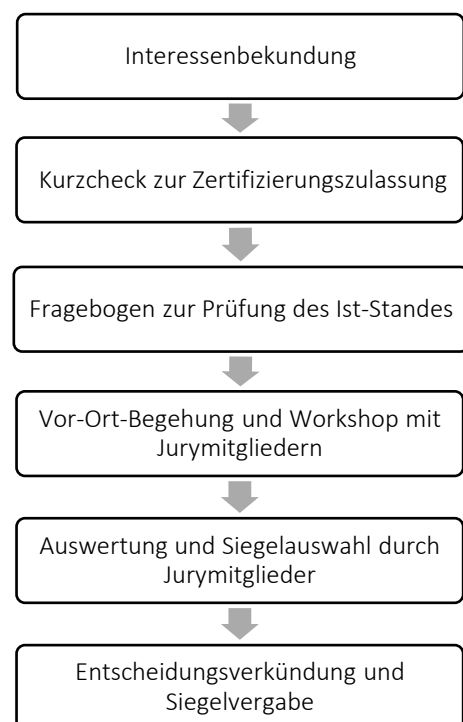 Interessenbekundung
Kurzcheck zur Zertifizierungszulassung
Fragebogen zur Prüfung des Ist-Standes
Vor-Ort-Begehung und Workshop mit
Jurymitgliedern
Auswertung und Siegelauswahl durch
Jurymitglieder
Entscheidungsverkündung und
Siegelvergabe